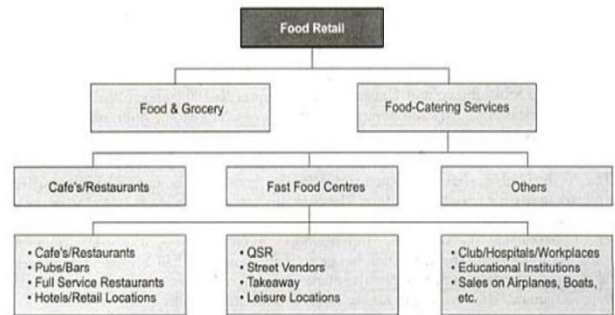 Food Retail
Food & Grocery
Food-Catering Services
Cafe's/Restaurants
Fast Food Centres
Others
• Cafe's/Restaurants
• Pubs/Bars
• Full Service Restaurants
• Hotels/Retail Locations
• QSR
• Street Vendors
• Takeaway
• Leisure Locations
• Club/Hospitals/Workplaces
• Educational Institutions
• Sales on Airplanes, Boats,
etc.